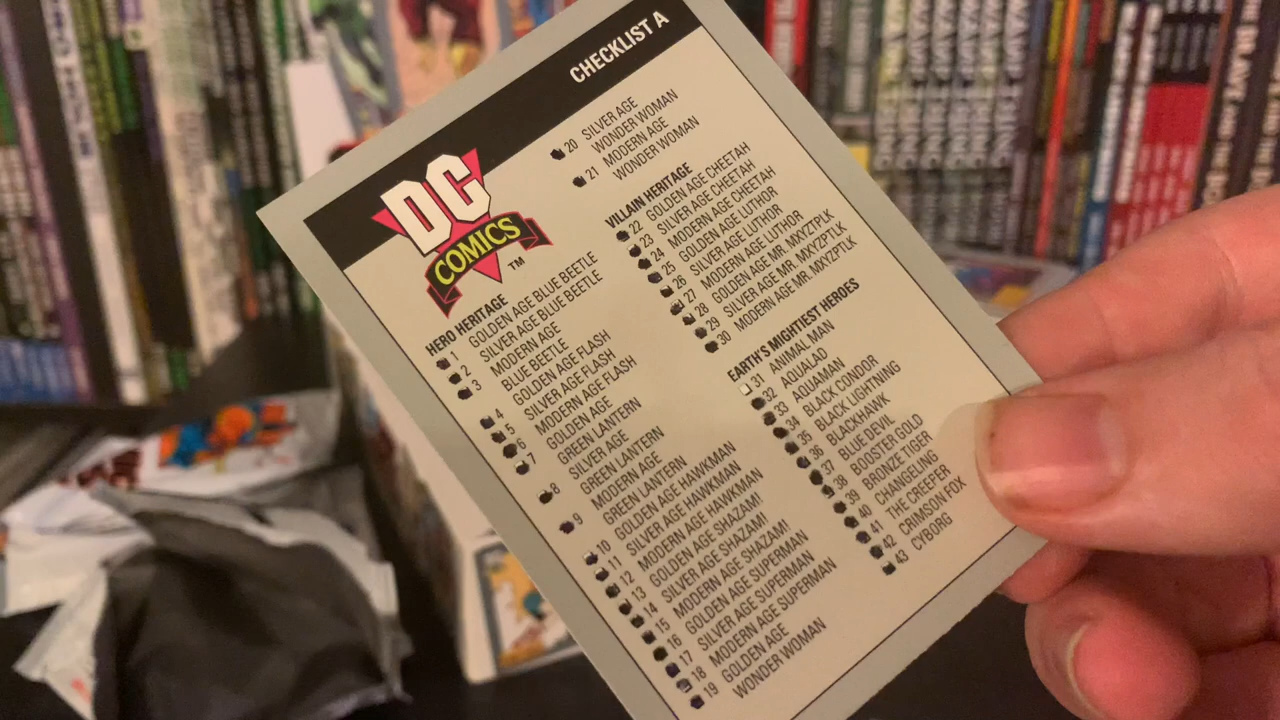 CHECKLIST A
DC
COMICS
TM
HERO HERITAGE
1 GOLDEN AGE BLUE BEETLE
2 SILVER AGE BLUE BEETLE
3 MODERN AGE
BLUE BEETLE
4 GOLDEN AGE FLASH
5 SILVER AGE FLASH
6 MODERN AGE FLASH
7 GOLDEN AGE
GREEN LANTERN
8 SILVER AGE
GREEN LANTERN
9 MODERN AGE
GREEN LANTERN
10 GOLDEN AGE HAWKMAN
11 SILVER AGE HAWKMAN
12 MODERN AGE HAWKMAN
13 GOLDEN AGE SHAZAM!
14 SILVER AGE SHAZAM!
15 MODERN AGE SHAZAM!
16 GOLDEN AGE SUPERMAN
17 SILVER AGE SUPERMAN
18 MODERN AGE SUPERMAN
19 GOLDEN AGE
WONDER WOMAN
20 SILVER AGE
WONDER WOMAN
21 MODERN AGE
WONDER WOMAN
VILLAIN HERITAGE
22 GOLDEN AGE CHEETAH
23 SILVER AGE CHEETAH
24 MODERN AGE CHEETAH
25 GOLDEN AGE LUTHOR
26 SILVER AGE LUTHOR
27 MODERN AGE LUTHOR
28 GOLDEN AGE MR. MXYZTPLK
29 SILVER AGE MR. MXYZPTLK
30 MODERN AGE MR. MXYZPTLK
EARTH'S MIGHTIEST HEROES
31 ANIMAL MAN
32 AQUALAD
33 AQUAMAN
34 BLACK CONDOR
35 BLACK LIGHTNING
36 BLACKHAWK
37 BLUE DEVIL
38 BOOSTER GOLD
39 BRONZE TIGER
40 CHANGELING
41 THE CREEPER
42 CRIMSON FOX
43 CYBORG